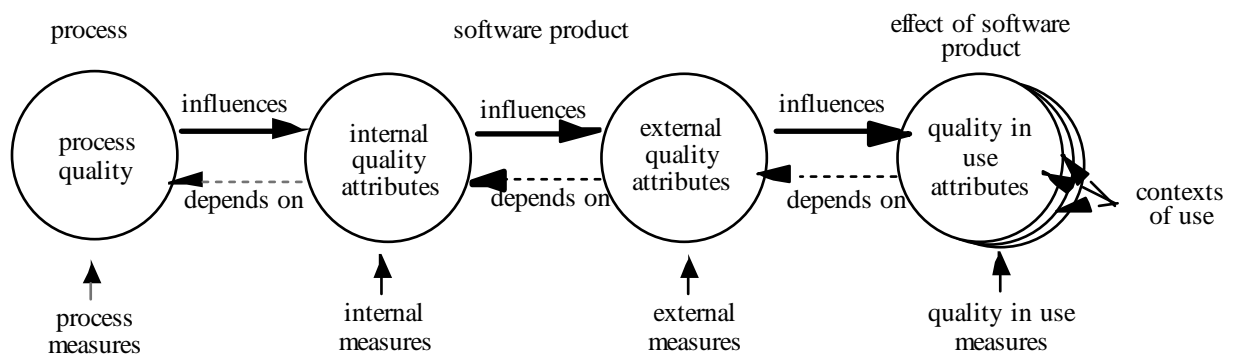 process
software product
effect of software
product
influences
influences
influences
process
quality
internal
quality
attributes
external
quality
attributes
quality in
use
attributes
depends on
depends on
depends on
contexts
of use
process
measures
internal
measures
external
measures
quality in use
measures